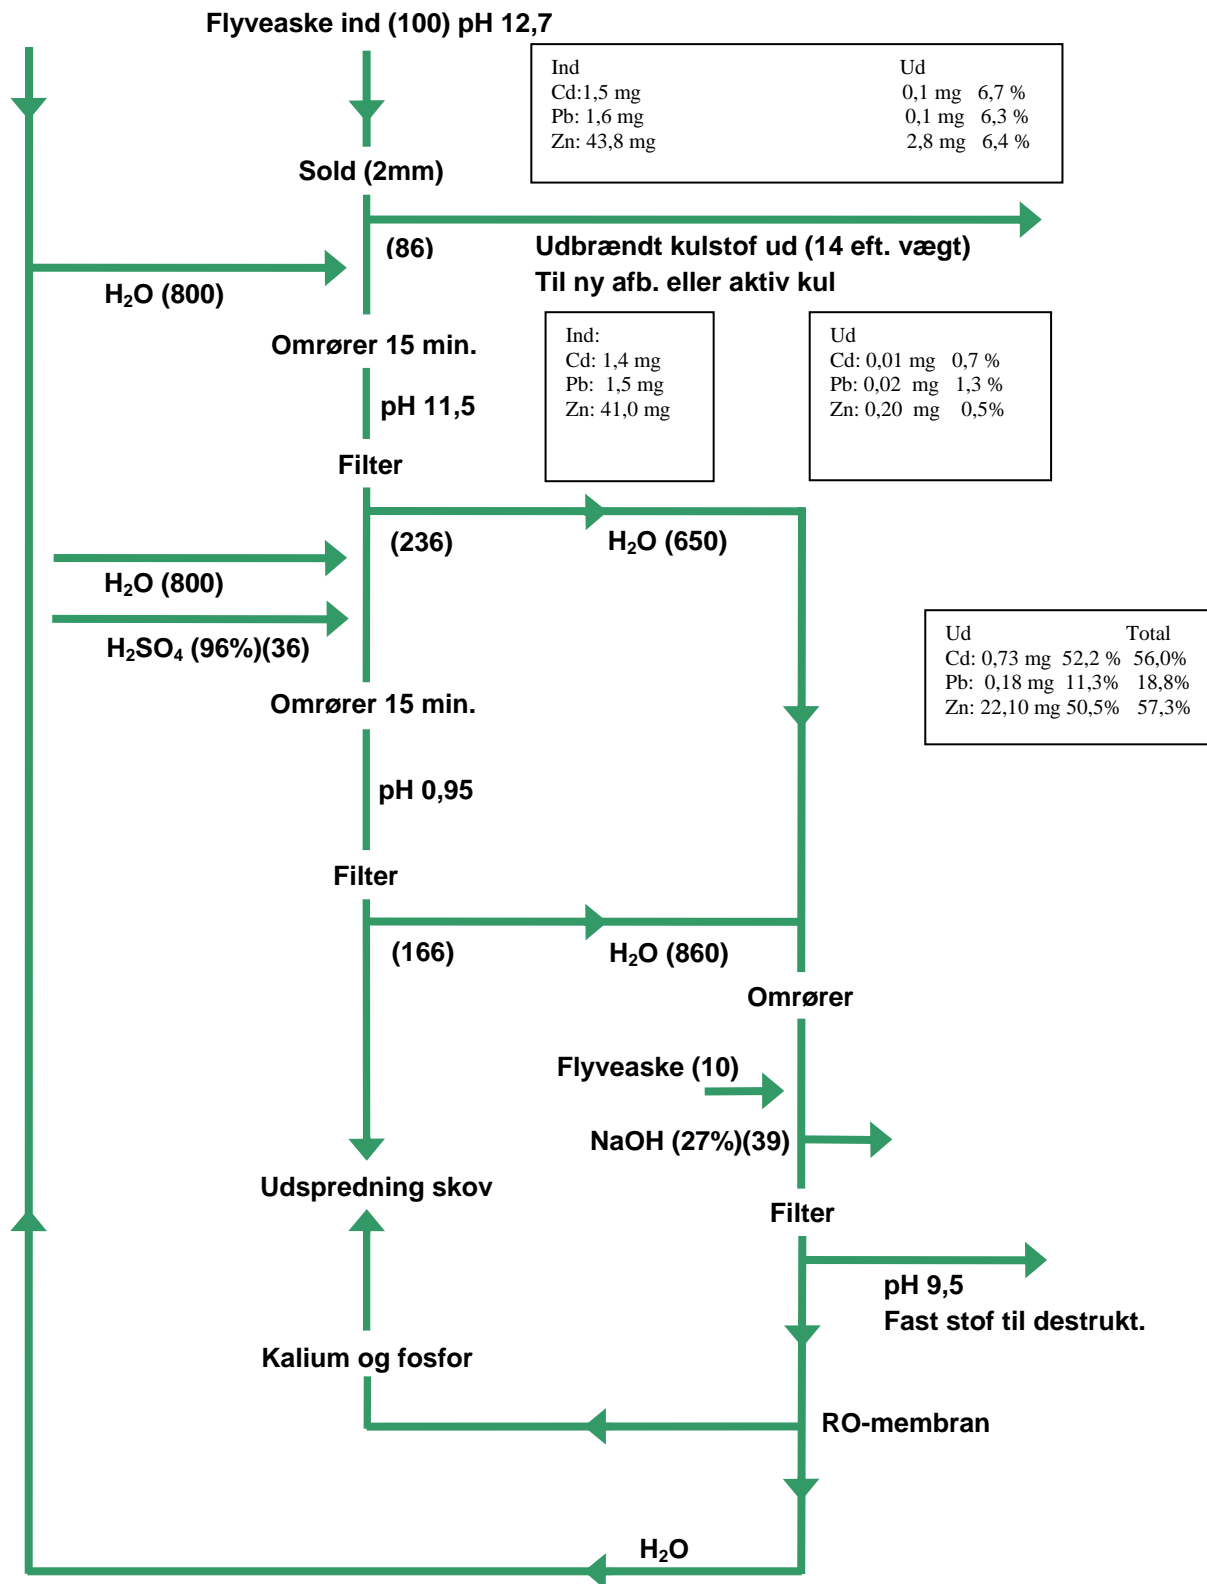 Flyveaske ind (100) pH 12,7
Ind Ud
Cd:1,5 mg 0,1 mg 6,7 %
Pb: 1,6 mg 0,1 mg 6,3 %
Zn: 43,8 mg 2,8 mg 6,4 %
Sold (2mm)
(86)
Udbrændt kulstof ud (14 eft. vægt)
Til ny afb. eller aktiv kul
H₂O (800)
Omrører 15 min.
Ind:
Cd: 1,4 mg
Pb: 1,5 mg
Zn: 41,0 mg
Ud
Cd: 0,01 mg 0,7 %
Pb: 0,02 mg 1,3 %
Zn: 0,20 mg 0,5%
pH 11,5
Filter
(236)
H₂O (650)
H₂O (800)
H₂SO₄ (96%)(36)
Ud Total
Cd: 0,73 mg 52,2 % 56,0%
Pb: 0,18 mg 11,3% 18,8%
Zn: 22,10 mg 50,5% 57,3%
Omrører 15 min.
pH 0,95
Filter
(166)
H₂O (860)
Omrører
Flyveaske (10)
NaOH (27%)(39)
Udspredning skov
Filter
pH 9,5
Fast stof til destrukt.
Kalium og fosfor
RO-membran
H₂O